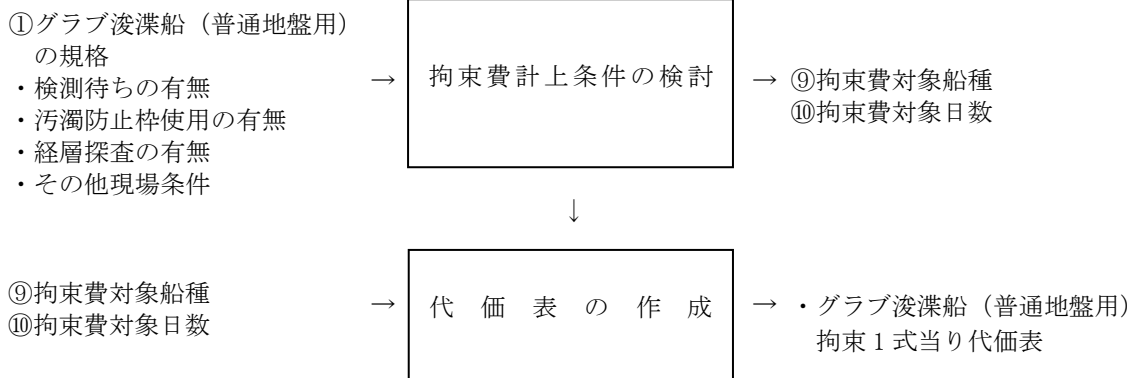 ①グラブ浚渫船（普通地盤用）
の規格
・検測待ちの有無
・汚濁防止枠使用の有無
・経層探査の有無
・その他現場条件
→
拘束費計上条件の検討
→ ⑨拘束費対象船種
⑩拘束費対象日数
↓
⑨拘束費対象船種
⑩拘束費対象日数
→
代価表の作成
→ ・グラブ浚渫船（普通地盤用）
拘束１式当り代価表